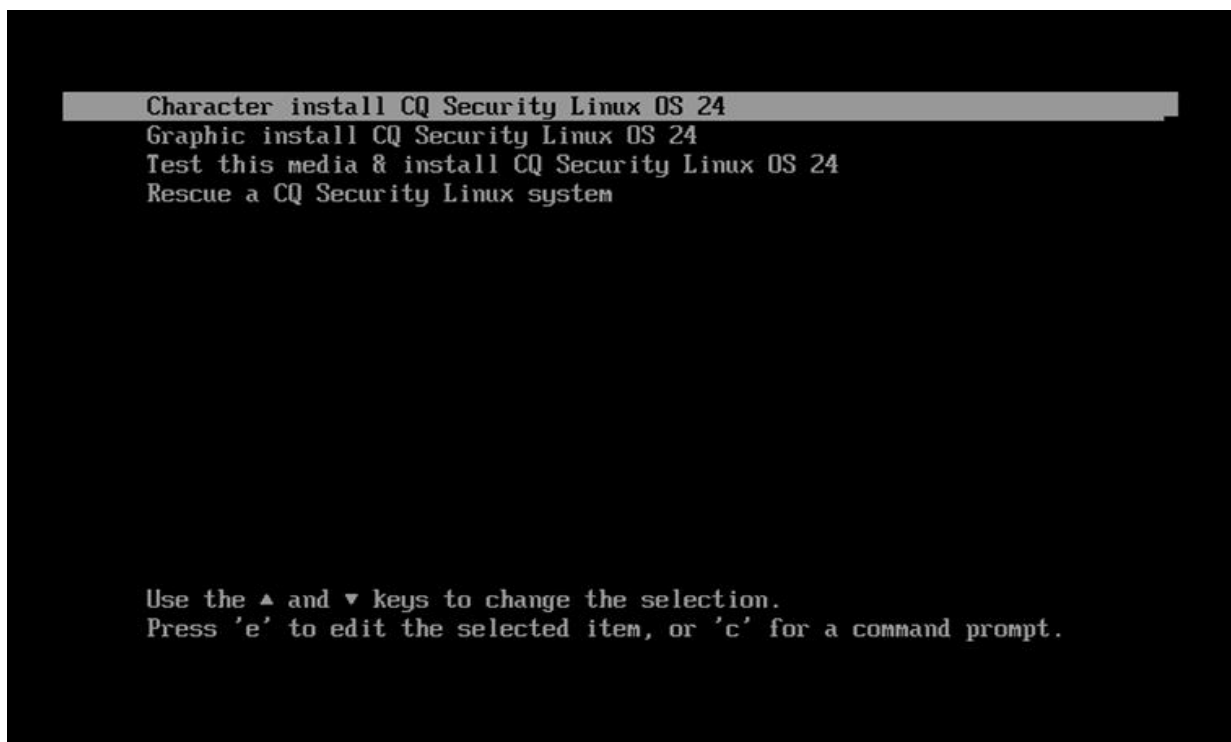 Character install CQ Security Linux OS 24
Graphic install CQ Security Linux OS 24
Test this media & install CQ Security Linux OS 24
Rescue a CQ Security Linux system
Use the ▲ and ▼ keys to change the selection.
Press 'e' to edit the selected item, or 'c' for a command prompt.